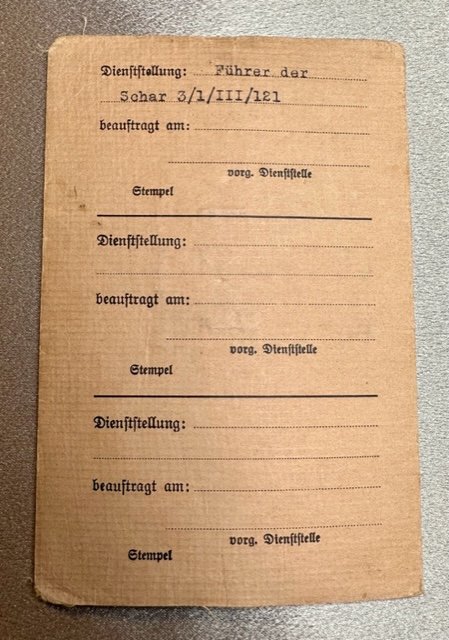 Dienststellung: Führer der
Schar 3/1/III/121
beauftragt am:
vorg. Dienststelle
Stempel
Dienststellung:
beauftragt am:
vorg. Dienststelle
Stempel
Dienststellung:
beauftragt am:
vorg. Dienststelle
Stempel